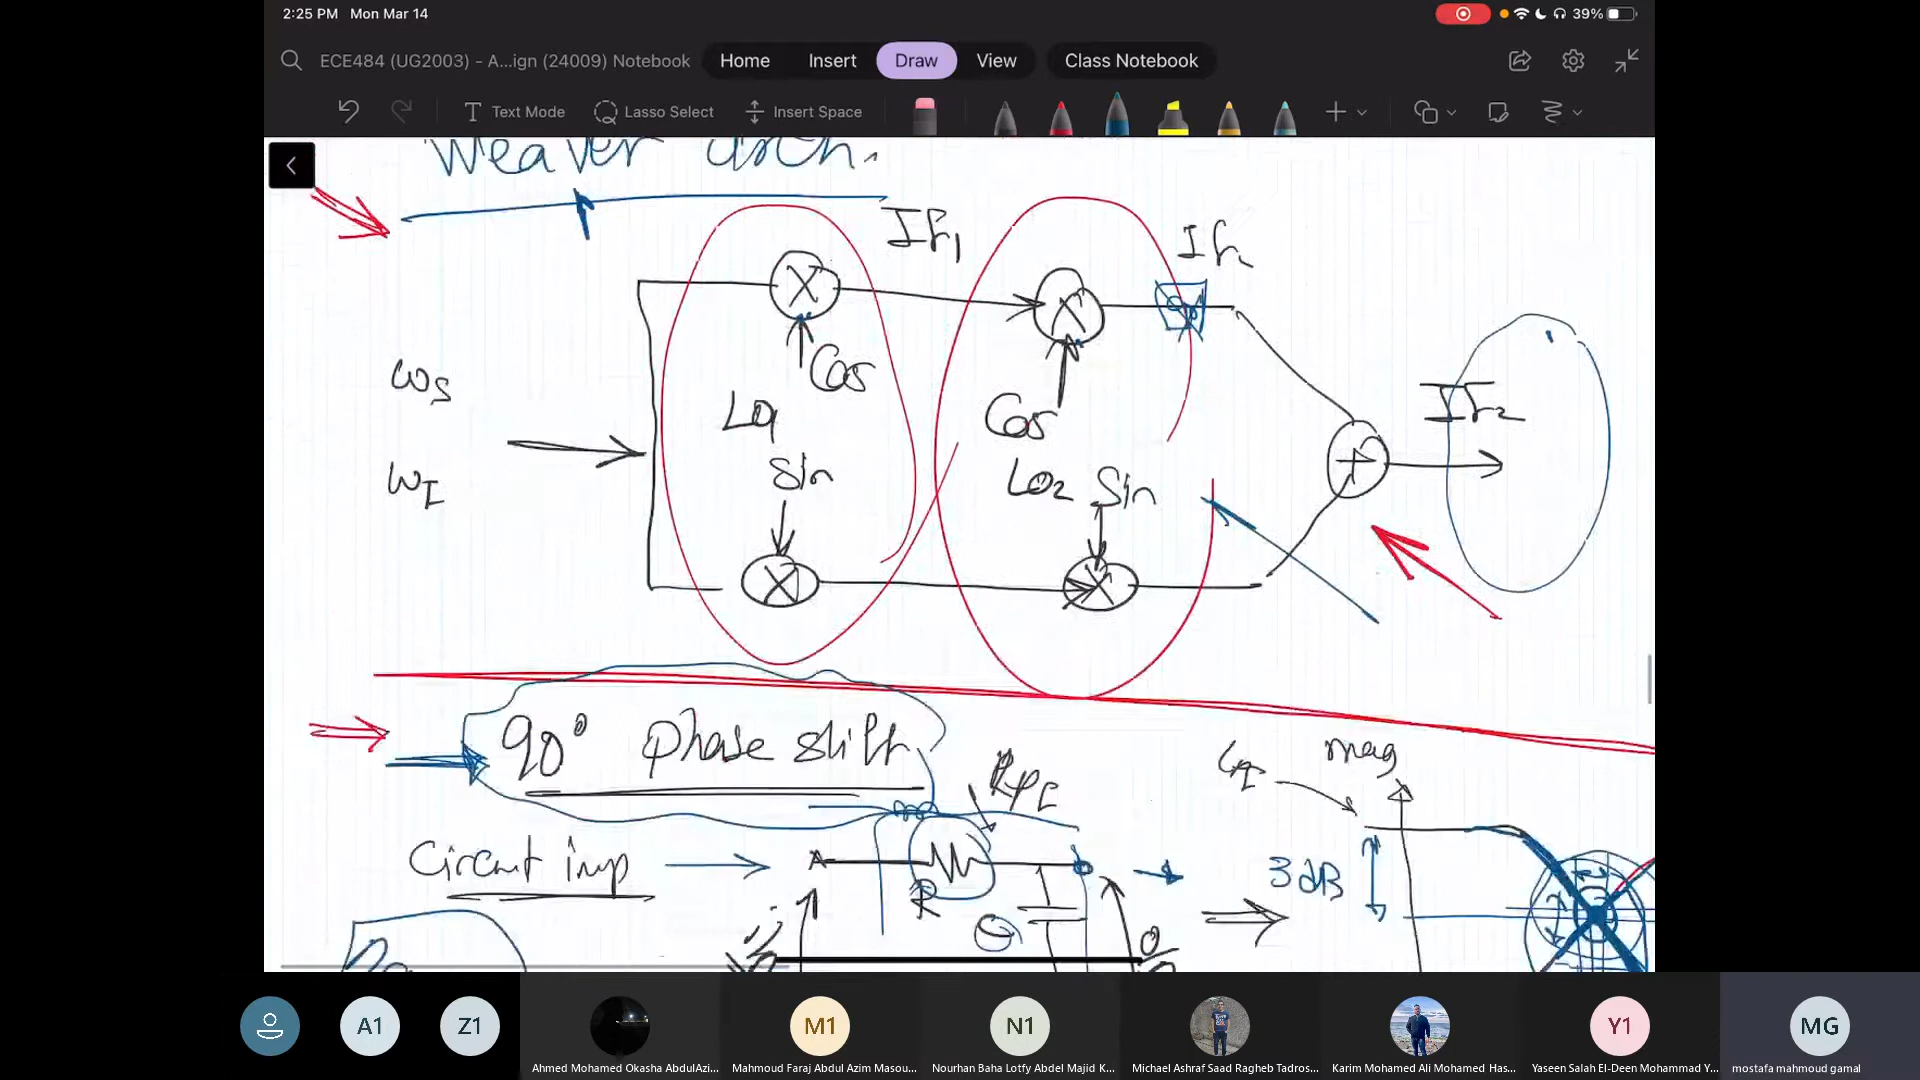 2:25 PM Mon Mar 14
39%
ECE484 (UG2003) - A...ign (24009) Notebook
Home Insert Draw View Class Notebook
Text Mode Lasso Select Insert Space
Weaver arch.
IF1
IF2
X
X
Cos
Cos
ωs
LO1
IF2
Sin
LO2 Sin
+
ωI
X
X
90° phase shift
mag
Circuit imp
R
3 dB
A1
Z1
M1
N1
Y1
MG
Ahmed Mohamed Okasha AbdulAzi...
Mahmoud Faraj Abdul Azim Masou...
Nourhan Baha Lotfy Abdel Majid K...
Michael Ashraf Saad Ragheb Tadros...
Karim Mohamed Ali Mohamed Has...
Yaseen Salah El-Deen Mohammad Y...
mostafa mahmoud gamal